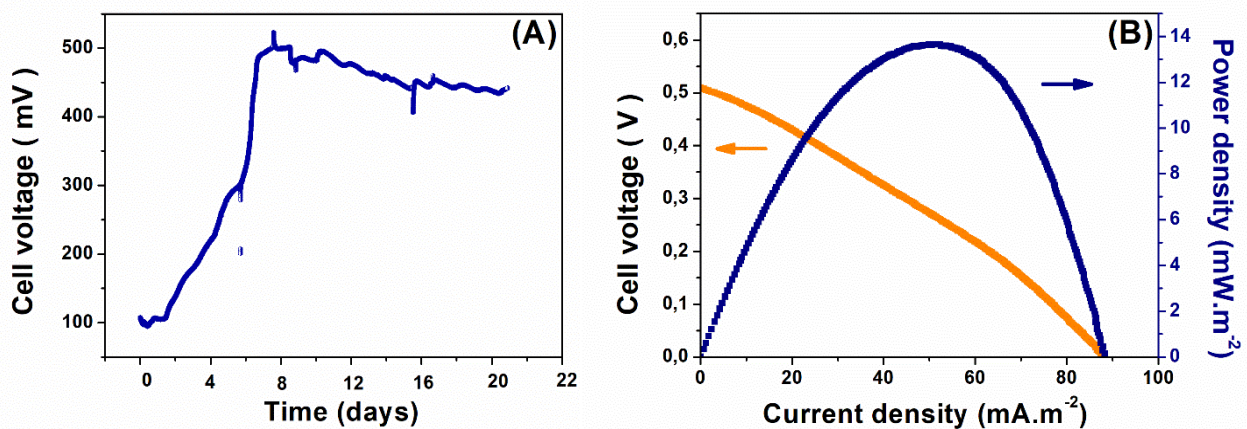 (A)
500
400
300
200
100
Cell voltage ( mV)
0 4 8 12 16 20 22
Time (days)
(B)
0,6
0,5
0,4
0,3
0,2
0,1
0,0
Cell voltage ( V )
0 20 40 60 80 100
Current density (mA.m-2)
14
12
10
8
6
4
2
0
Power density (mW.m-2)